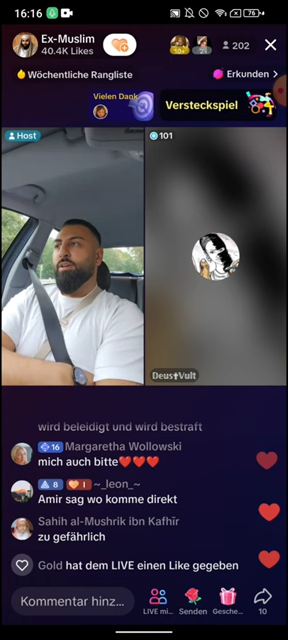 16:16
76
Ex-Muslim
40.4K Likes
202
Wöchentliche Rangliste
Erkunden >
Vielen Dank
Versteckspiel
Host
101
Deus✝Vult
wird beleidigt und wird bestraft
16 Margaretha Wollowski
mich auch bitte❤️❤️❤️
8 I ~_leon_~
Amir sag wo komme direkt
Sahih al-Mushrik ibn Kafhīr
zu gefährlich
Gold hat dem LIVE einen Like gegeben
Kommentar hinz...
LIVE mi...
Senden
Gesche...
10